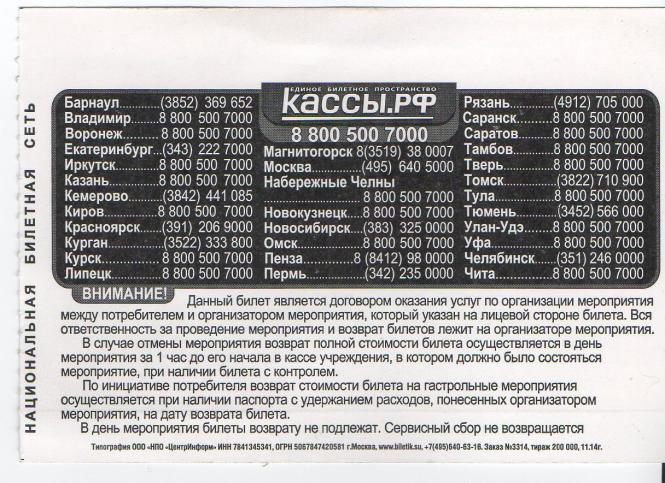 НАЦИОНАЛЬНАЯ БИЛЕТНАЯ СЕТЬ
ЕДИНОЕ БИЛЕТНОЕ ПРОСТРАНСТВО
КАССЫ.РФ
8 800 500 7000
Барнаул.......(3852) 369 652
Владимир.......8 800 500 7000
Воронеж.......8 800 500 7000
Екатеринбург...(343) 222 7000
Иркутск.......8 800 500 7000
Казань.......8 800 500 7000
Кемерово.......(3842) 441 085
Киров.......8 800 500 7000
Красноярск.......(391) 206 9000
Курган.......(3522) 333 800
Курск.......8 800 500 7000
Липецк.......8 800 500 7000
Магнитогорск 8(3519) 38 0007
Москва.......(495) 640 5000
Набережные Челны
8 800 500 7000
Новокузнецк....8 800 500 7000
Новосибирск....(383) 325 0000
Омск.......8 800 500 7000
Пенза.......8 (8412) 98 0000
Пермь.......(342) 235 0000
Рязань.......(4912) 705 000
Саранск.......8 800 500 7000
Саратов.......8 800 500 7000
Тамбов.......8 800 500 7000
Тверь.......8 800 500 7000
Томск.......(3822) 710 900
Тула.......8 800 500 7000
Тюмень.......(3452) 566 000
Улан-Удэ.......8 800 500 7000
Уфа.......8 800 500 7000
Челябинск.......(351) 246 0000
Чита.......8 800 500 7000
ВНИМАНИЕ!
Данный билет является договором оказания услуг по организации мероприятия
между потребителем и организатором мероприятия, который указан на лицевой стороне билета. Вся
ответственность за проведение мероприятия и возврат билетов лежит на организаторе мероприятия.
В случае отмены мероприятия возврат полной стоимости билета осуществляется в день
мероприятия за 1 час до его начала в кассе учреждения, в котором должно было состояться
мероприятие, при наличии билета с контролем.
По инициативе потребителя возврат стоимости билета на гастрольные мероприятия
осуществляется при наличии паспорта с удержанием расходов, понесенных организатором
мероприятия, на дату возврата билета.
В день мероприятия билеты возврату не подлежат. Сервисный сбор не возвращается
Типография ООО «НПО «ЦентрИнформ» ИНН 7841345341, ОГРН 5067847420581 г.Москва, www.biletik.su, +7(495)640-63-16. Заказ №3314, тираж 200 000, 11.14г.